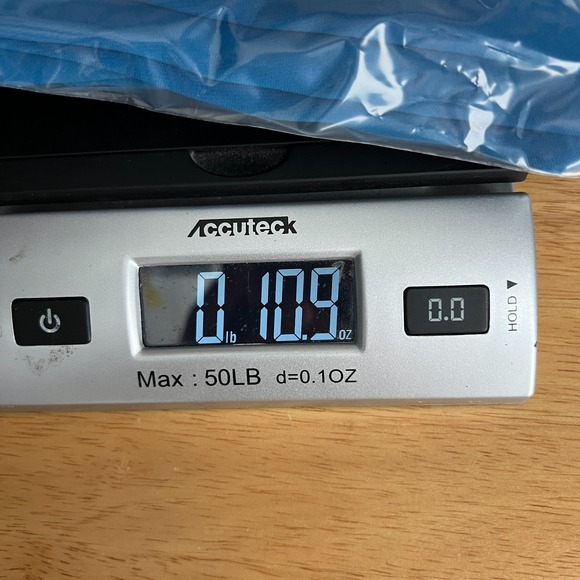 Accuteck
0 lb 10.9 oz
0.0
HOLD ▼
Max : 50LB d=0.1OZ